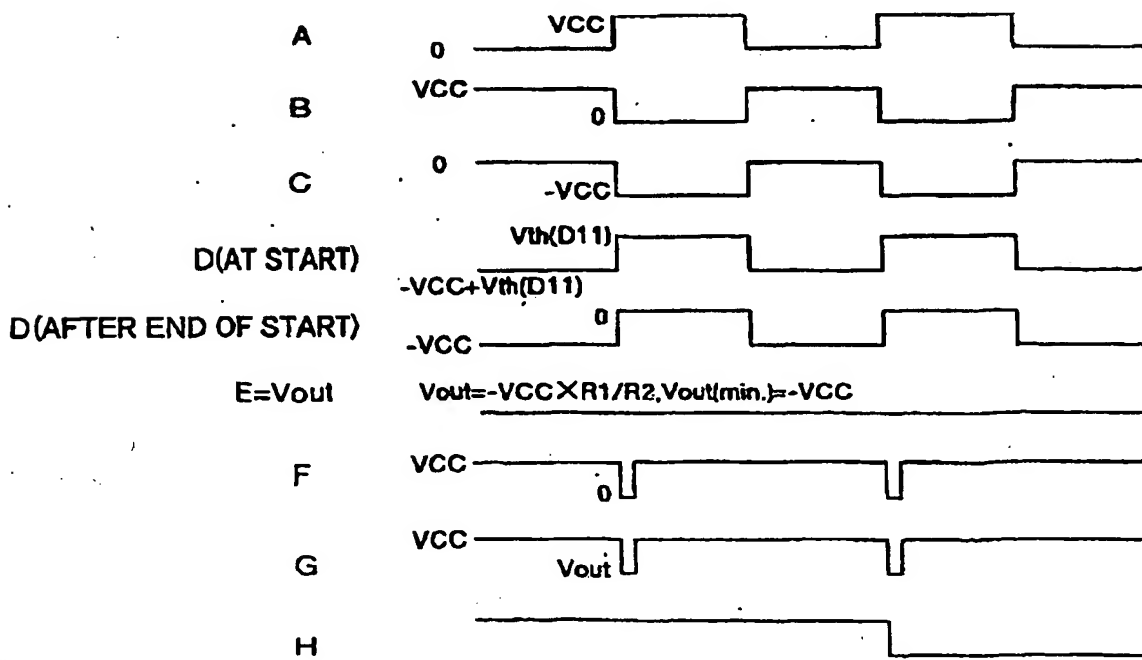 A
VCC
0
B
VCC
0
C
0
-VCC
D(AT START)
Vth(D11)
-VCC+Vth(D11)
D(AFTER END OF START)
0
-VCC
E=Vout
Vout=-VCC×R1/R2,Vout(min.)=-VCC
F
VCC
0
G
VCC
Vout
H